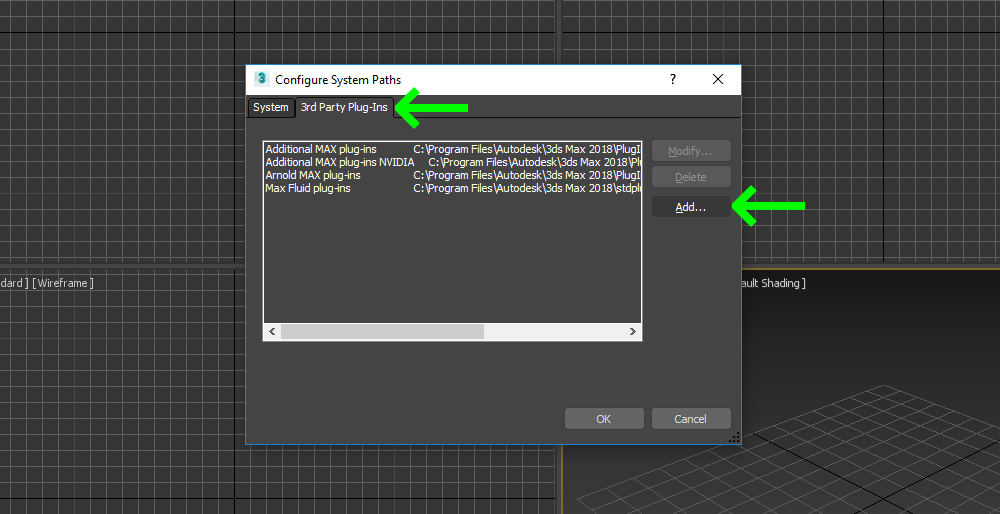 3 Configure System Paths ?
System 3rd Party Plug-Ins
Additional MAX plug-ins C:\Program Files\Autodesk\3ds Max 2018\PlugI
Additional MAX plug-ins NVIDIA C:\Program Files\Autodesk\3ds Max 2018\Pl
Arnold MAX plug-ins C:\Program Files\Autodesk\3ds Max 2018\PlugI
Max Fluid plug-ins C:\Program Files\Autodesk\3ds Max 2018\stdpl
Modify...
Delete
Add...
dard ] [Wireframe ]
ault Shading ]
OK Cancel